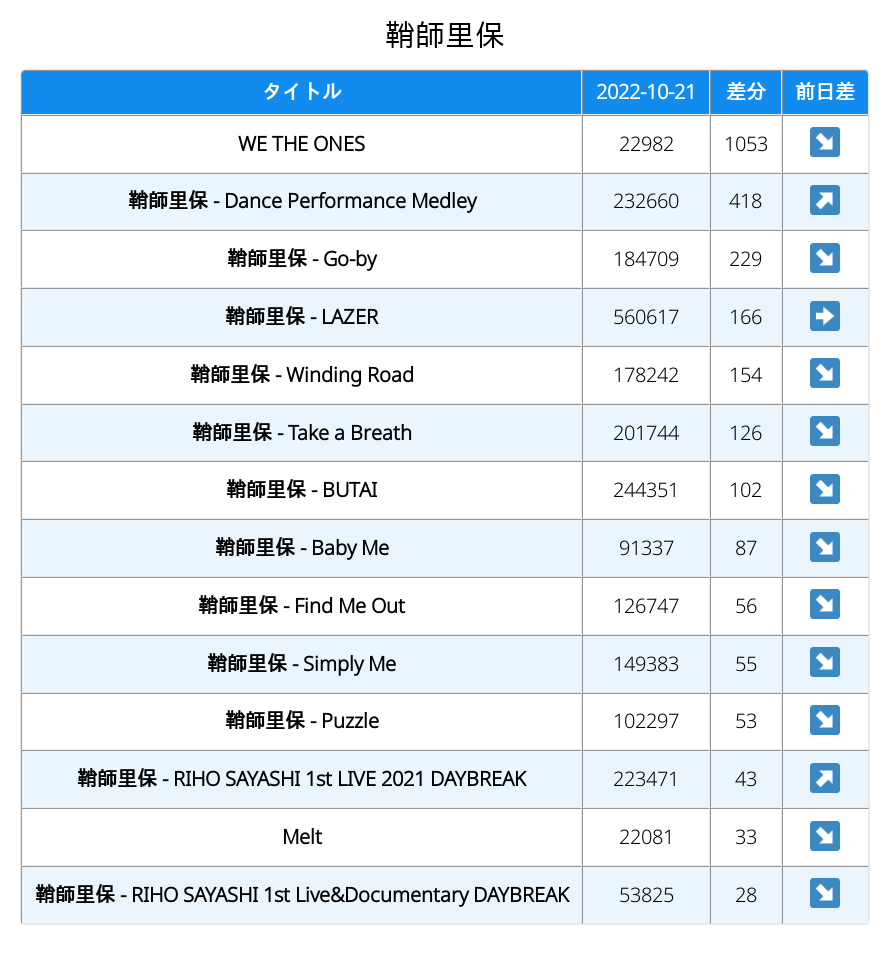 鞘師里保
タイトル 2022-10-21 差分 前日差
WE THE ONES 22982 1053 ↘
鞘師里保 - Dance Performance Medley 232660 418 ↗
鞘師里保 - Go-by 184709 229 ↘
鞘師里保 - LAZER 560617 166 ➡
鞘師里保 - Winding Road 178242 154 ↘
鞘師里保 - Take a Breath 201744 126 ↘
鞘師里保 - BUTAI 244351 102 ↘
鞘師里保 - Baby Me 91337 87 ↘
鞘師里保 - Find Me Out 126747 56 ↘
鞘師里保 - Simply Me 149383 55 ↘
鞘師里保 - Puzzle 102297 53 ↘
鞘師里保 - RIHO SAYASHI 1st LIVE 2021 DAYBREAK 223471 43 ↗
Melt 22081 33 ↘
鞘師里保 - RIHO SAYASHI 1st Live&Documentary DAYBREAK 53825 28 ↘